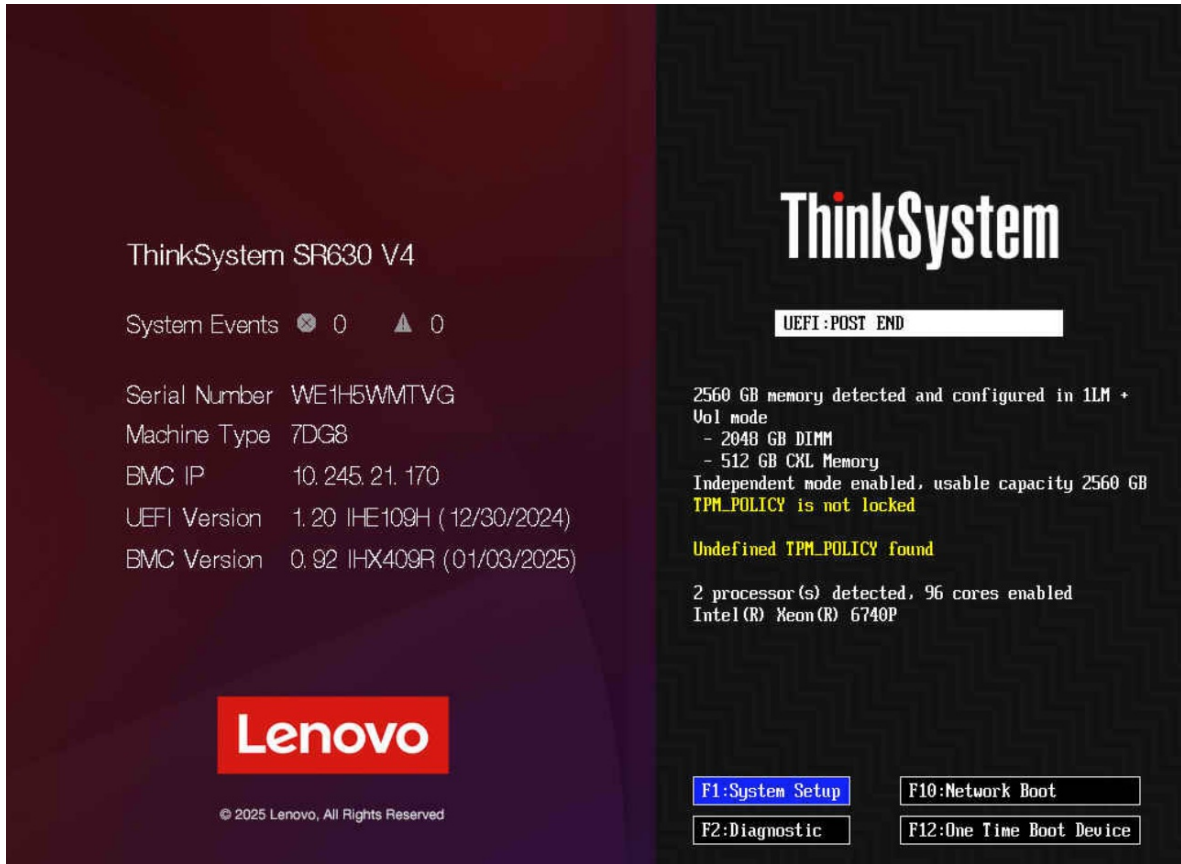 ThinkSystem SR630 V4
System Events 0 0
Serial Number WE1H5WMTVG
Machine Type 7DG8
BMC IP 10.245.21.170
UEFI Version 1.20 IHE109H (12/30/2024)
BMC Version 0.92 IHX409R (01/03/2025)
Lenovo
© 2025 Lenovo, All Rights Reserved
ThinkSystem
UEFI:POST END
2560 GB memory detected and configured in 1LM +
Vol mode
- 2048 GB DIMM
- 512 GB CXL Memory
Independent mode enabled, usable capacity 2560 GB
TPM_POLICY is not locked
Undefined TPM_POLICY found
2 processor(s) detected, 96 cores enabled
Intel(R) Xeon(R) 6740P
F1:System Setup
F10:Network Boot
F2:Diagnostic
F12:One Time Boot Device